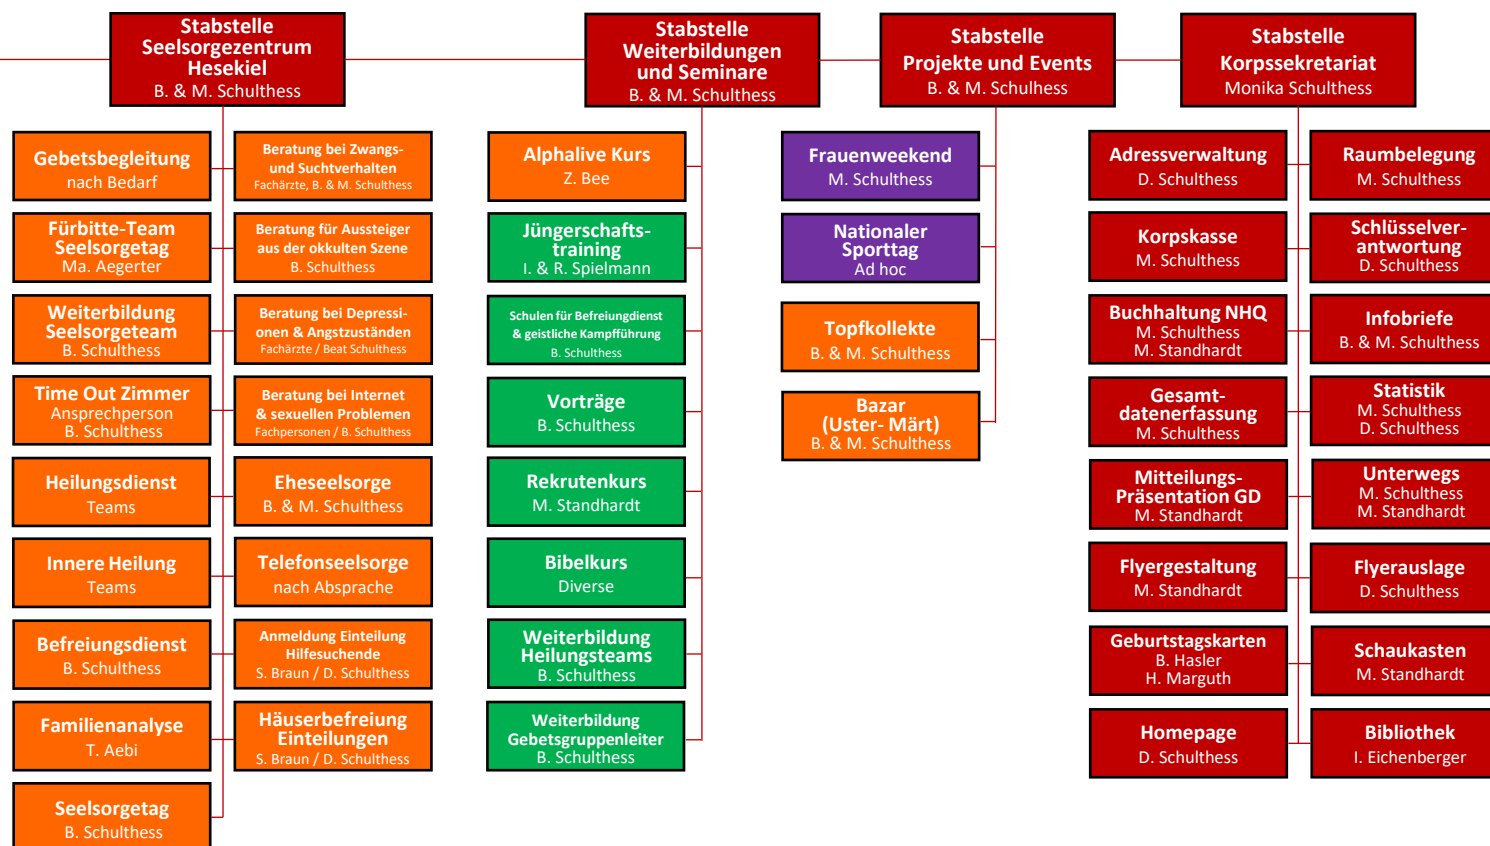 Stabstelle
Seelsorgezentrum
Hesekiel
B. & M. Schulthess
Stabstelle
Weiterbildungen
und Seminare
B. & M. Schulthess
Stabstelle
Projekte und Events
B. & M. Schulhess
Stabstelle
Korpssekretariat
Monika Schulthess
Gebetsbegleitung
nach Bedarf
Fürbitte-Team
Seelsorgetag
Ma. Aegerter
Weiterbildung
Seelsorgeteam
B. Schulthess
Time Out Zimmer
Ansprechperson
B. Schulthess
Heilungsdienst
Teams
Innere Heilung
Teams
Befreiungsdienst
B. Schulthess
Familienanalyse
T. Aebi
Seelsorgetag
B. Schulthess
Beratung bei Zwangs-
und Suchtverhalten
Fachärzte, B. & M. Schulthess
Beratung für Aussteiger
aus der okkulten Szene
B. Schulthess
Beratung bei Depressi-
onen & Angstzuständen
Fachärzte / Beat Schulthess
Beratung bei Internet
& sexuellen Problemen
Fachpersonen / B. Schulthess
Eheseelsorge
B. & M. Schulthess
Telefonseelsorge
nach Absprache
Anmeldung Einteilung
Hilfesuchende
S. Braun / D. Schulthess
Häuserbefreiung
Einteilungen
S. Braun / D. Schulthess
Alphalive Kurs
Z. Bee
Jüngerschafts-
training
I. & R. Spielmann
Schulen für Befreiungdienst
& geistliche Kampfführung
B. Schulthess
Vorträge
B. Schulthess
Rekrutenkurs
M. Standhardt
Bibelkurs
Diverse
Weiterbildung
Heilungsteams
B. Schulthess
Weiterbildung
Gebetsgruppenleiter
B. Schulthess
Frauenweekend
M. Schulthess
Nationaler
Sporttag
Ad hoc
Topfkollekte
B. & M. Schulthess
Bazar
(Uster- Märt)
B. & M. Schulthess
Adressverwaltung
D. Schulthess
Korpskasse
M. Schulthess
Buchhaltung NHQ
M. Schulthess
M. Standhardt
Gesamt-
datenerfassung
M. Schulthess
Mitteilungs-
Präsentation GD
M. Standhardt
Flyergestaltung
M. Standhardt
Geburtstagskarten
B. Hasler
H. Marguth
Homepage
D. Schulthess
Raumbelegung
M. Schulthess
Schlüsselver-
antwortung
D. Schulthess
Infobriefe
B. & M. Schulthess
Statistik
M. Schulthess
D. Schulthess
Unterwegs
M. Schulthess
M. Standhardt
Flyerauslage
D. Schulthess
Schaukasten
M. Standhardt
Bibliothek
I. Eichenberger